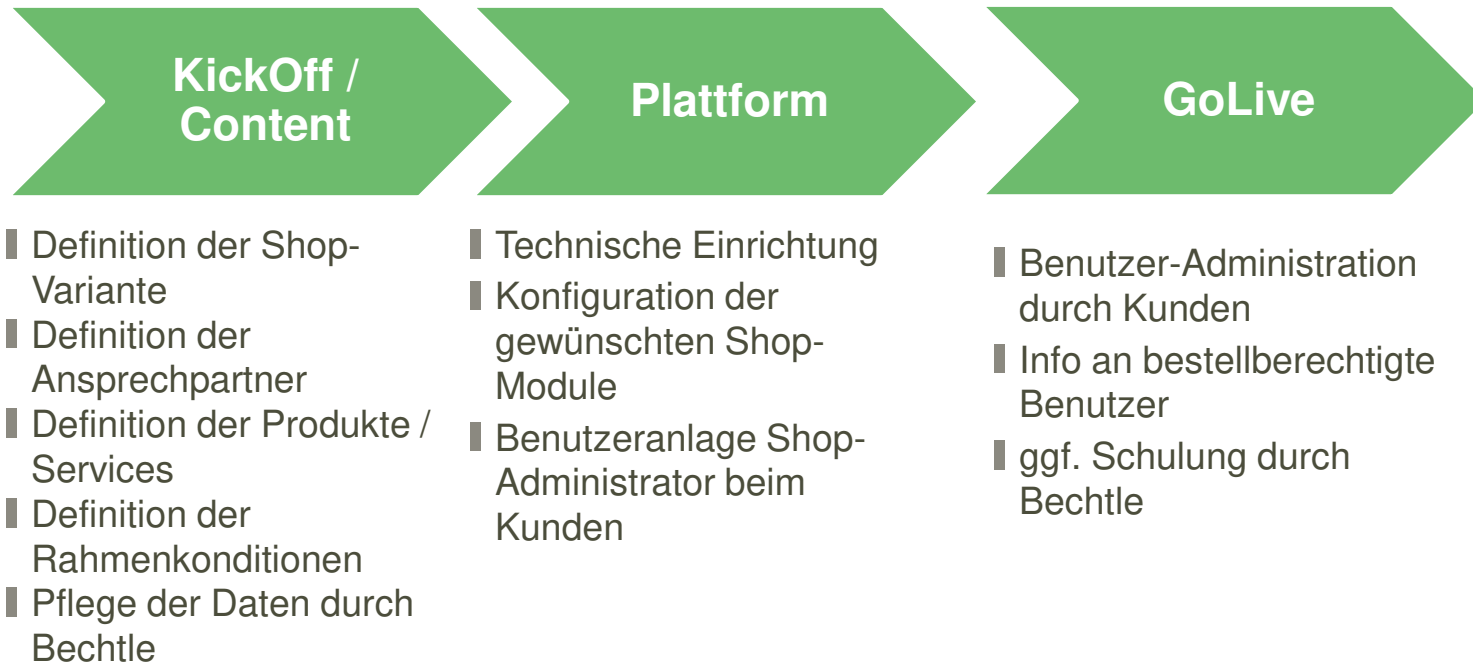 KickOff /
Content
Definition der Shop-
Variante
Definition der
Ansprechpartner
Definition der Produkte /
Services
Definition der
Rahmenkonditionen
Pflege der Daten durch
Bechtle
Plattform
Technische Einrichtung
Konfiguration der
gewünschten Shop-
Module
Benutzeranlage Shop-
Administrator beim
Kunden
GoLive
Benutzer-Administration
durch Kunden
Info an bestellberechtigte
Benutzer
ggf. Schulung durch
Bechtle